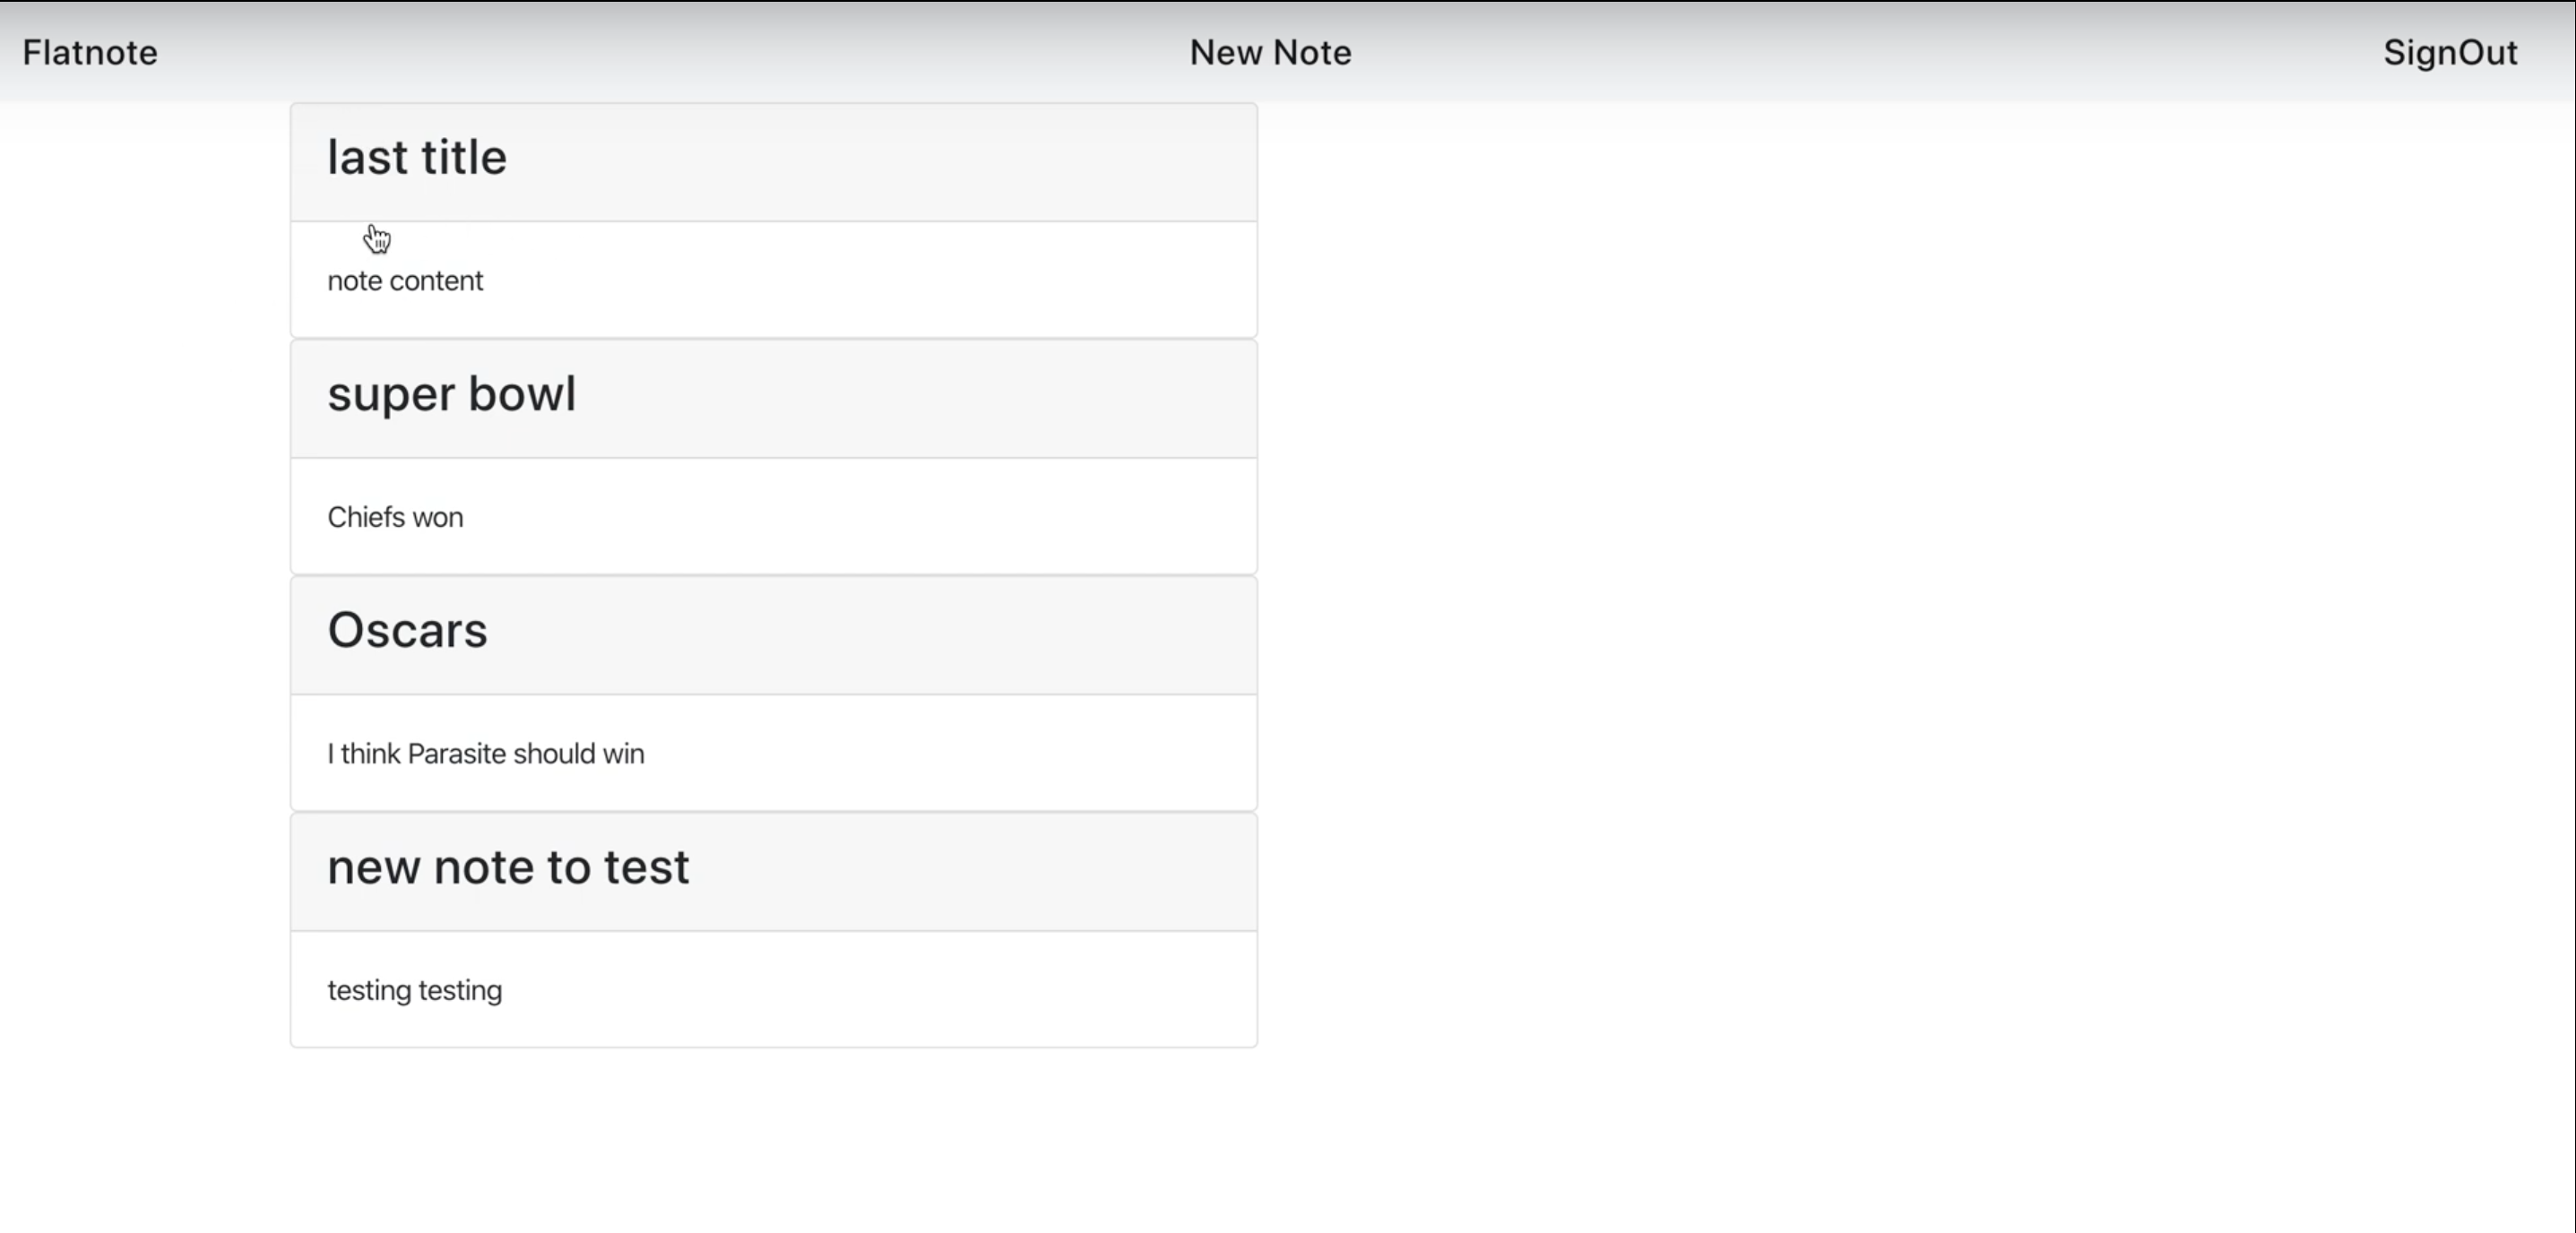 Flatnote New Note SignOut
last title
note content
super bowl
Chiefs won
Oscars
I think Parasite should win
new note to test
testing testing